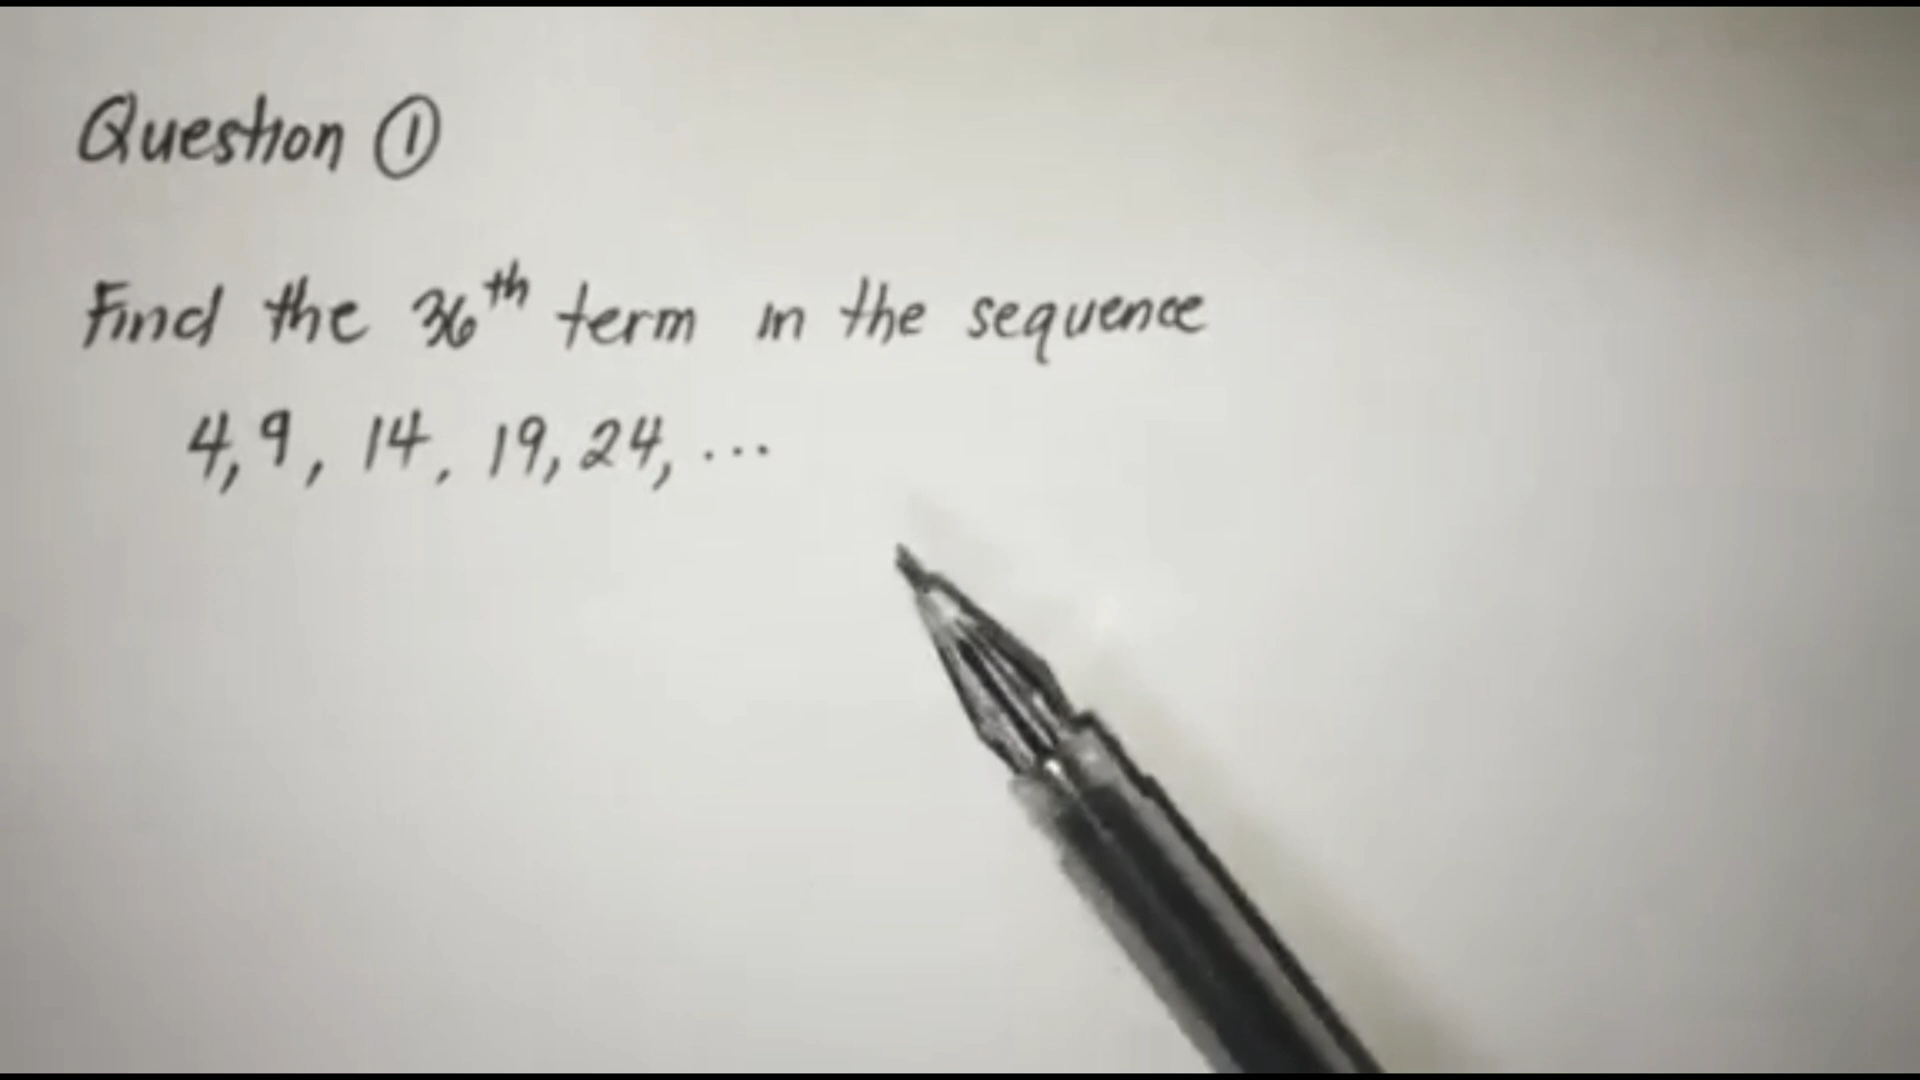 Question ①
Find the 36th term in the sequence
4, 9, 14, 19, 24, ...